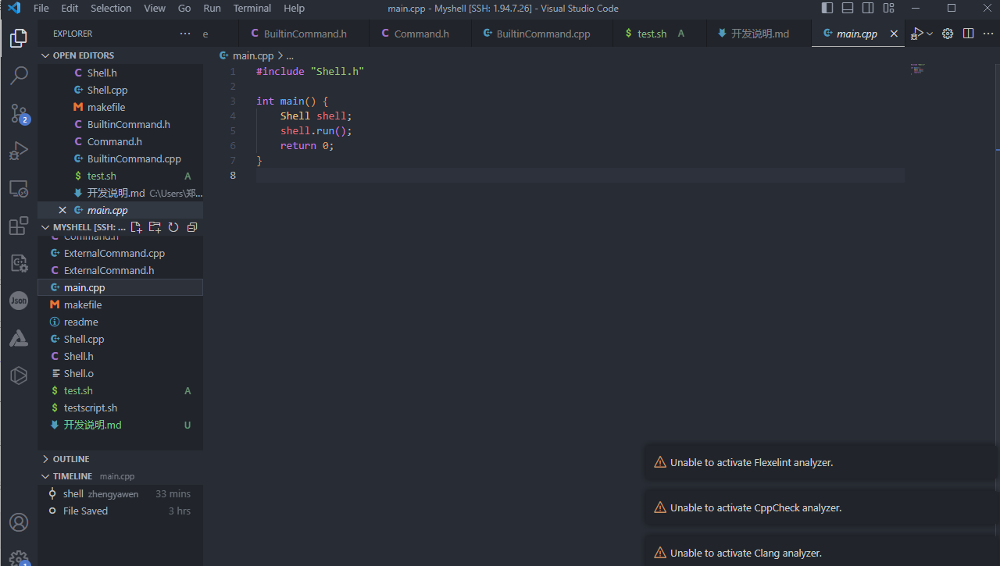 File Edit Selection View Go Run Terminal Help
main.cpp - Myshell [SSH: 1.94.7.26] - Visual Studio Code
EXPLORER
e
BuiltinCommand.h
Command.h
BuiltinCommand.cpp
test.sh A
开发说明.md
main.cpp
OPEN EDITORS
Shell.h
Shell.cpp
makefile
BuiltinCommand.h
Command.h
BuiltinCommand.cpp
test.sh A
开发说明.md C:\Users\郑...
main.cpp
MYSHELL [SSH: ...
Command.h
ExternalCommand.cpp
ExternalCommand.h
main.cpp
makefile
readme
Shell.cpp
Shell.h
Shell.o
test.sh A
testscript.sh
开发说明.md U
OUTLINE
TIMELINE main.cpp
shell zhengyawen 33 mins
File Saved 3 hrs
2
Json
1
main.cpp > ...
1 #include "Shell.h"
2
3 int main() {
4 Shell shell;
5 shell.run();
6 return 0;
7 }
8
Unable to activate Flexelint analyzer.
Unable to activate CppCheck analyzer.
Unable to activate Clang analyzer.